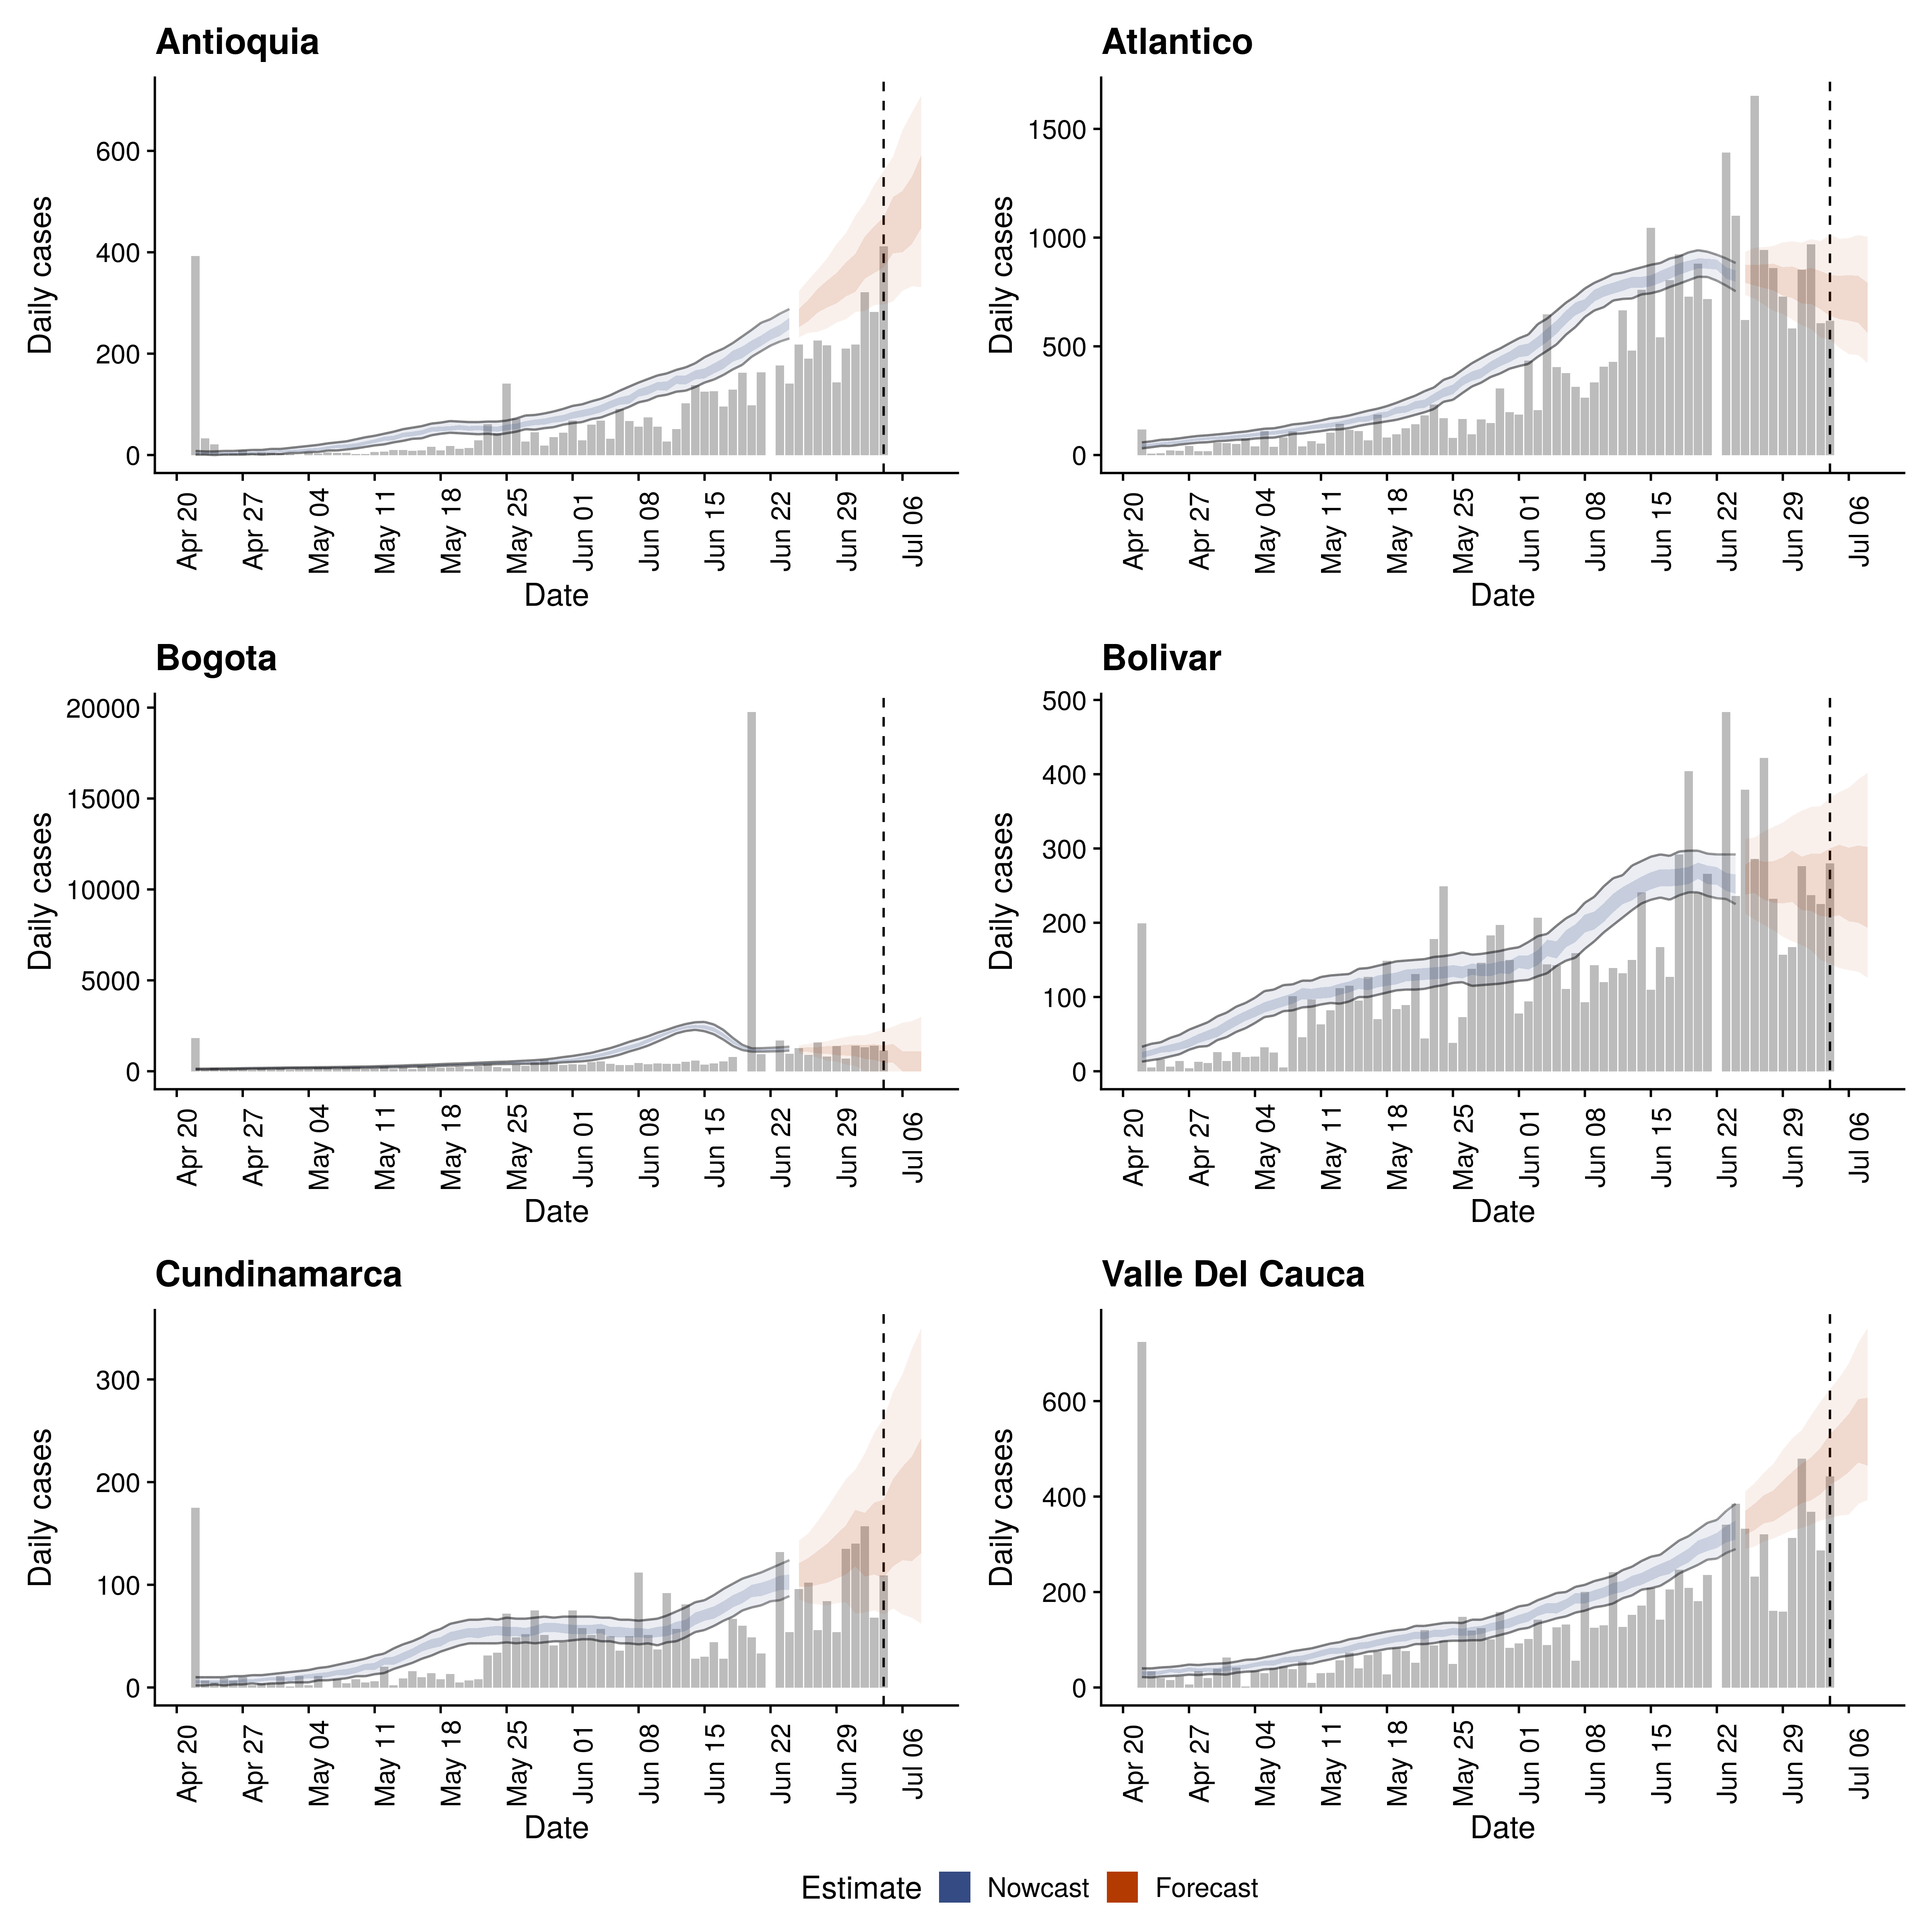 Antioquia
Daily cases
600
400
200
0
Apr 20
Apr 27
May 04
May 11
May 18
May 25
Jun 01
Jun 08
Jun 15
Jun 22
Jun 29
Jul 06
Date
Atlantico
Daily cases
1500
1000
500
0
Apr 20
Apr 27
May 04
May 11
May 18
May 25
Jun 01
Jun 08
Jun 15
Jun 22
Jun 29
Jul 06
Date
Bogota
Daily cases
20000
15000
10000
5000
0
Apr 20
Apr 27
May 04
May 11
May 18
May 25
Jun 01
Jun 08
Jun 15
Jun 22
Jun 29
Jul 06
Date
Bolivar
Daily cases
500
400
300
200
100
0
Apr 20
Apr 27
May 04
May 11
May 18
May 25
Jun 01
Jun 08
Jun 15
Jun 22
Jun 29
Jul 06
Date
Cundinamarca
Daily cases
300
200
100
0
Apr 20
Apr 27
May 04
May 11
May 18
May 25
Jun 01
Jun 08
Jun 15
Jun 22
Jun 29
Jul 06
Date
Valle Del Cauca
Daily cases
600
400
200
0
Apr 20
Apr 27
May 04
May 11
May 18
May 25
Jun 01
Jun 08
Jun 15
Jun 22
Jun 29
Jul 06
Date
Estimate Nowcast Forecast